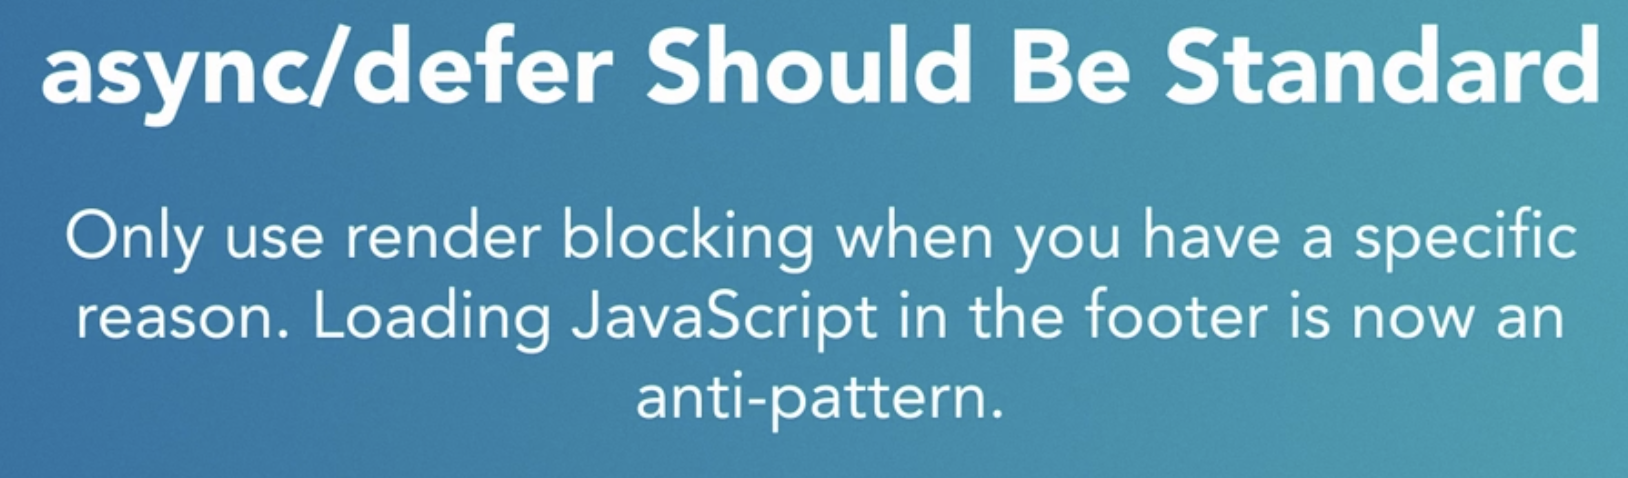 async/defer Should Be Standard
Only use render blocking when you have a specific
reason. Loading JavaScript in the footer is now an
anti-pattern.